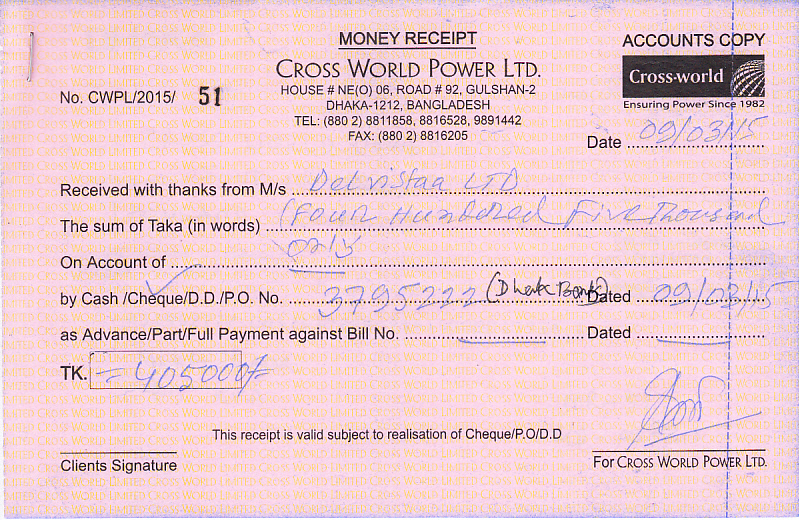 MONEY RECEIPT
ACCOUNTS COPY
CROSS WORLD POWER LTD.
Cross-world
Ensuring Power Since 1982
HOUSE # NE(O) 06, ROAD # 92, GULSHAN-2
DHAKA-1212, BANGLADESH
TEL: (880 2) 8811858, 8816528, 9891442
FAX: (880 2) 8816205
No. CWPL/2015/ 51
Date 09/03/15
Received with thanks from M/s Delvistaa LTD
The sum of Taka (in words) (Four Hundered Five Thousand
only
On Account of
by Cash /Cheque/D.D./P.O. No. 3795222 (Dhaka Bank) Dated 09/03/15
as Advance/Part/Full Payment against Bill No. Dated
TK. = 405000/=
This receipt is valid subject to realisation of Cheque/P.O/D.D
Clients Signature
For CROSS WORLD POWER LTD.